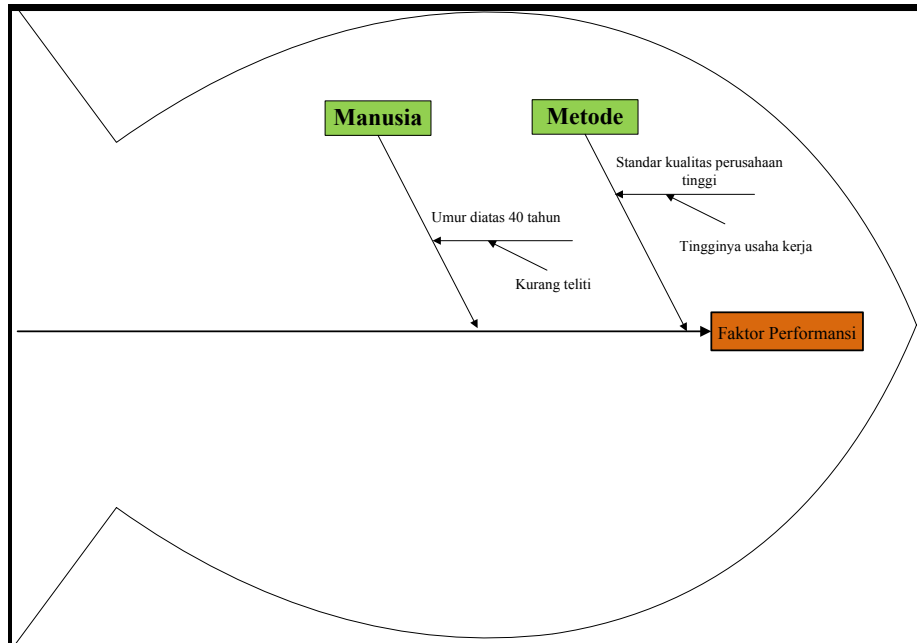 Manusia
Metode
Standar kualitas perusahaan
tinggi
Umur diatas 40 tahun
Tingginya usaha kerja
Kurang teliti
Faktor Performansi